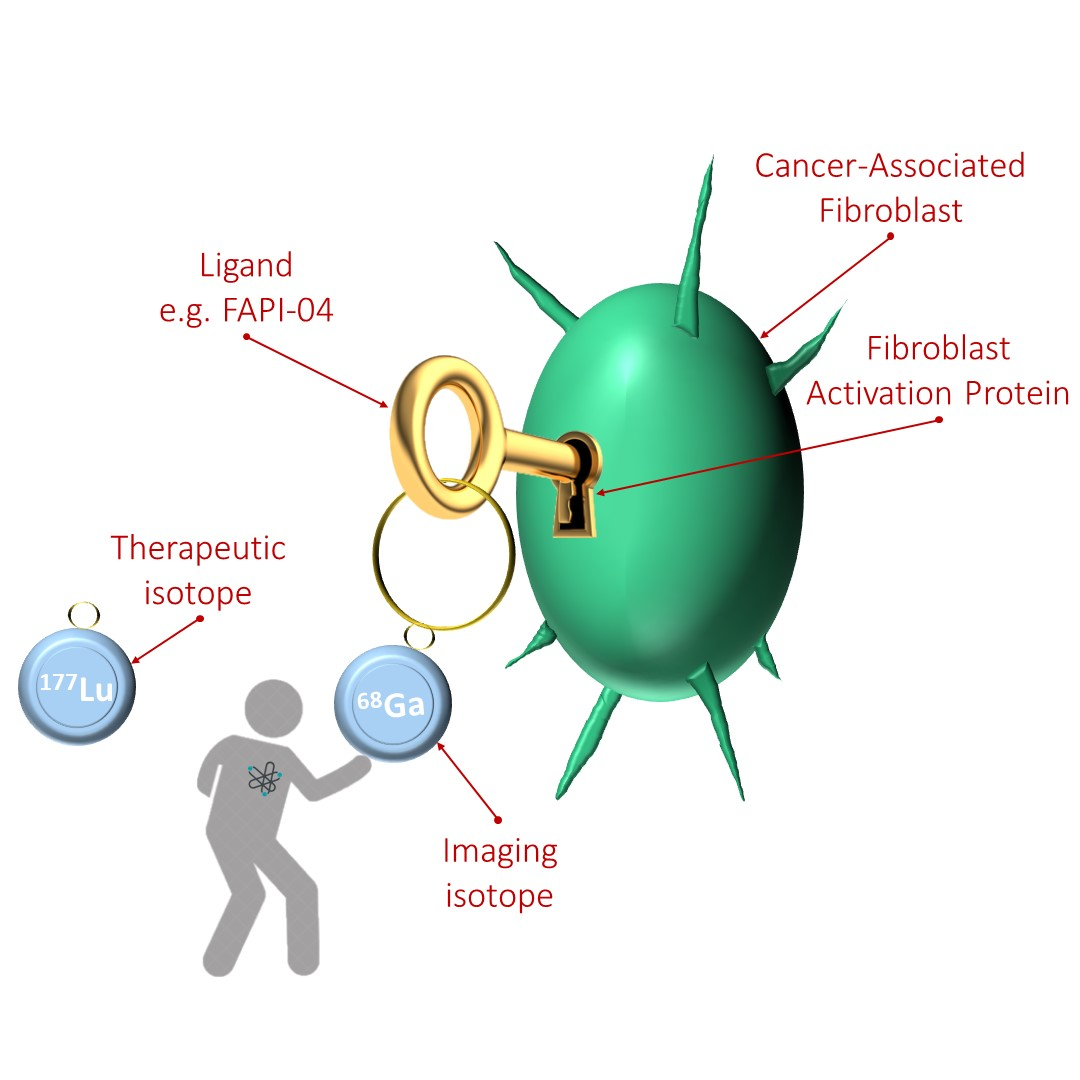 Cancer-Associated
Fibroblast
Ligand
e.g. FAPI-04
Fibroblast
Activation Protein
Therapeutic
isotope
¹⁷⁷Lu
⁶⁸Ga
Imaging
isotope